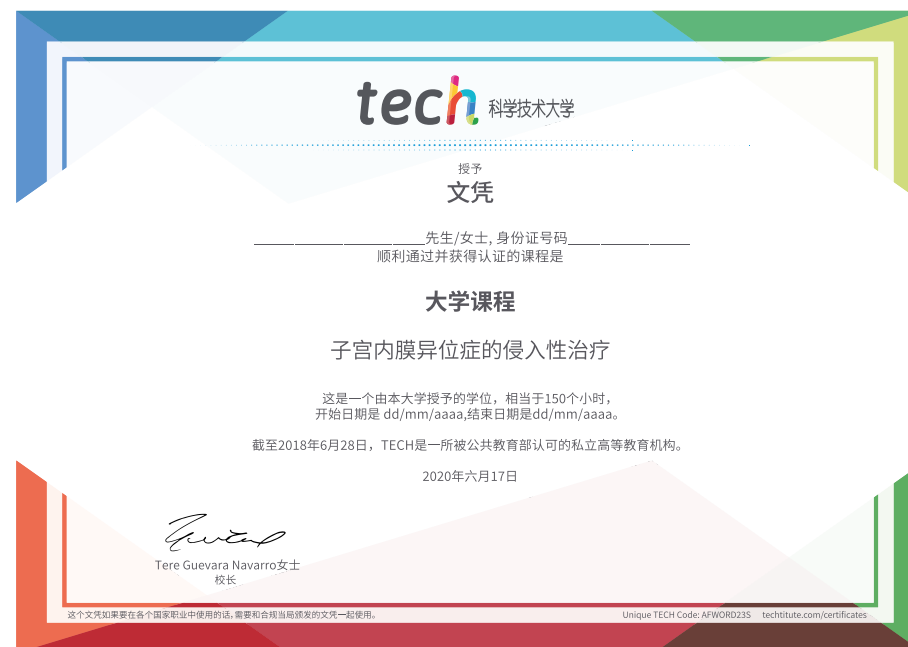 tech 科学技术大学
授予
文凭
____________________先生/女士, 身份证号码______________
顺利通过并获得认证的课程是
大学课程
子宫内膜异位症的侵入性治疗
这是一个由本大学授予的学位，相当于150个小时，
开始日期是 dd/mm/aaaa,结束日期是dd/mm/aaaa。
截至2018年6月28日，TECH是一所被公共教育部认可的私立高等教育机构。
2020年六月17日
Tere Guevara Navarro女士
校长
这个文凭如果要在各个国家职业中使用的话,需要和合规当局颁发的文凭一起使用。
Unique TECH Code: AFWORD23S techtitute.com/certificates